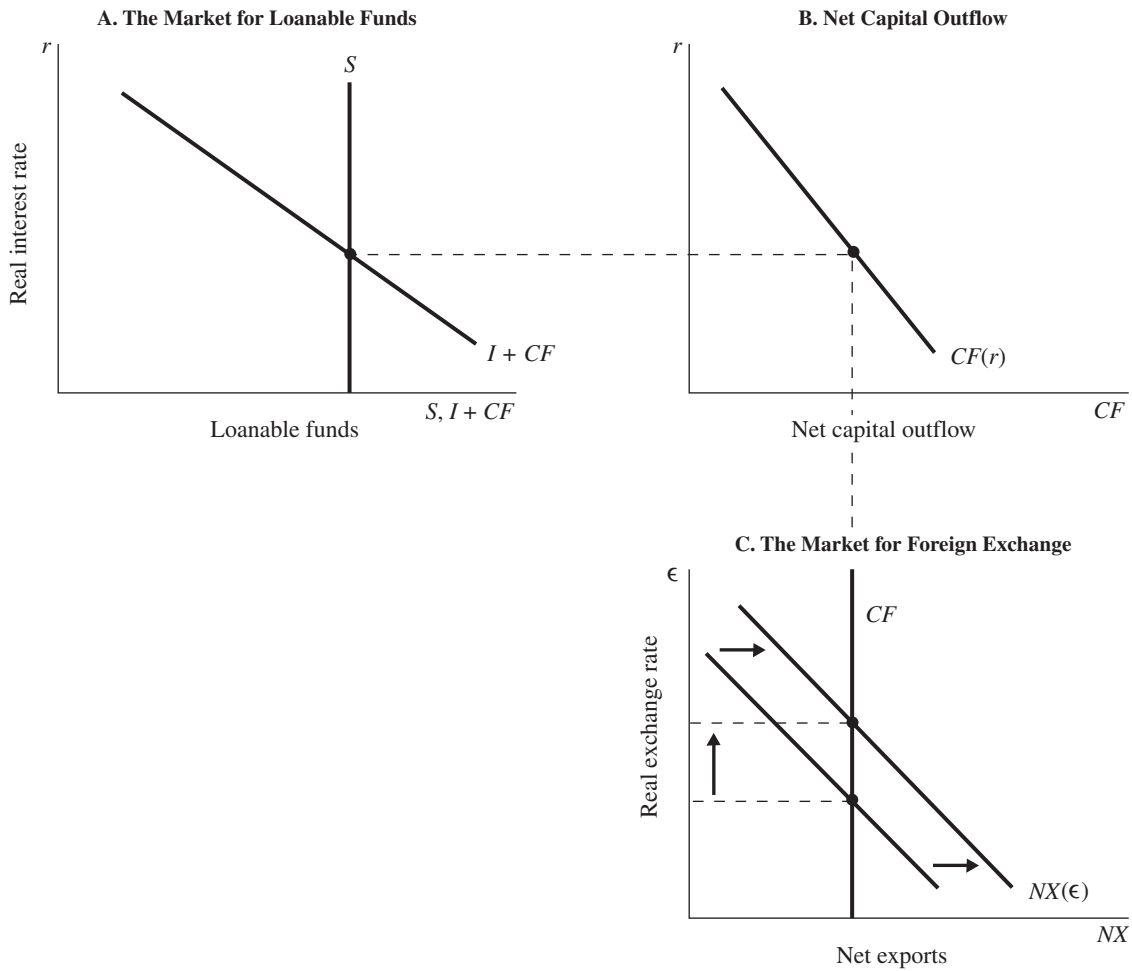 A. The Market for Loanable Funds
r
S
Real interest rate
I + CF
S, I + CF
Loanable funds
B. Net Capital Outflow
r
CF(r)
CF
Net capital outflow
C. The Market for Foreign Exchange
ϵ
CF
Real exchange rate
NX(ϵ)
NX
Net exports